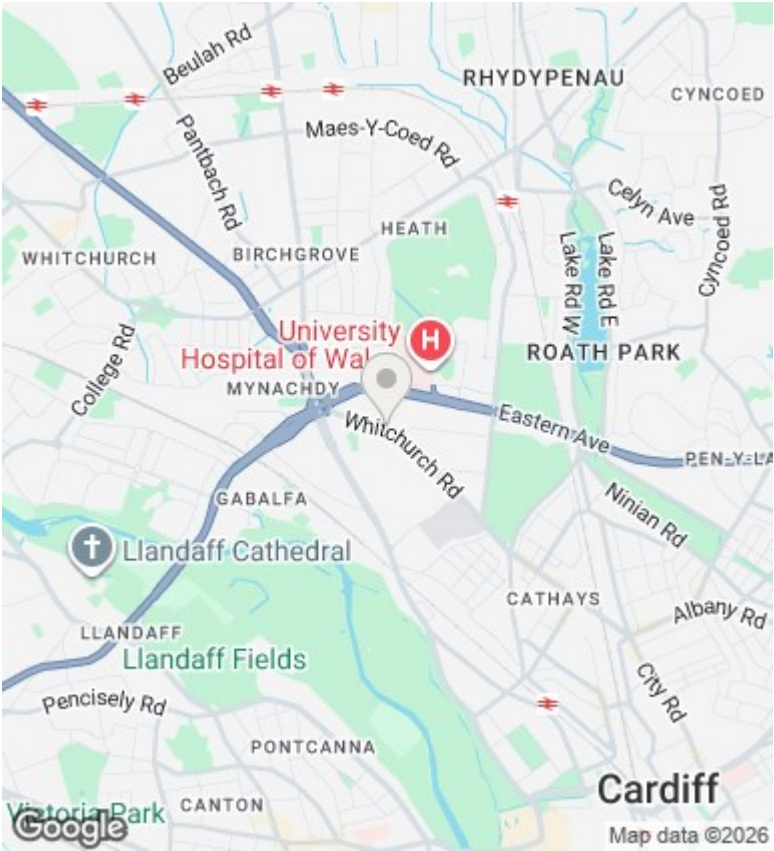 Beulah Rd
RHYDYPENAU
CYNCOED
Maes-Y-Coed Rd
Pantbach Rd
Celyn Ave
Cyncoed Rd
HEATH
WHITCHURCH
BIRCHGROVE
Lake Rd W
Lake Rd E
University
Hospital of Wal
H
ROATH PARK
College Rd
MYNACHDY
Whitchurch Rd
Eastern Ave
PEN-Y-LA
GABALFA
Ninian Rd
Llandaff Cathedral
CATHAYS
Albany Rd
LLANDAFF
Llandaff Fields
City Rd
Pencisely Rd
PONTCANNA
Cardiff
Victoria Park
CANTON
Google
Map data ©2026